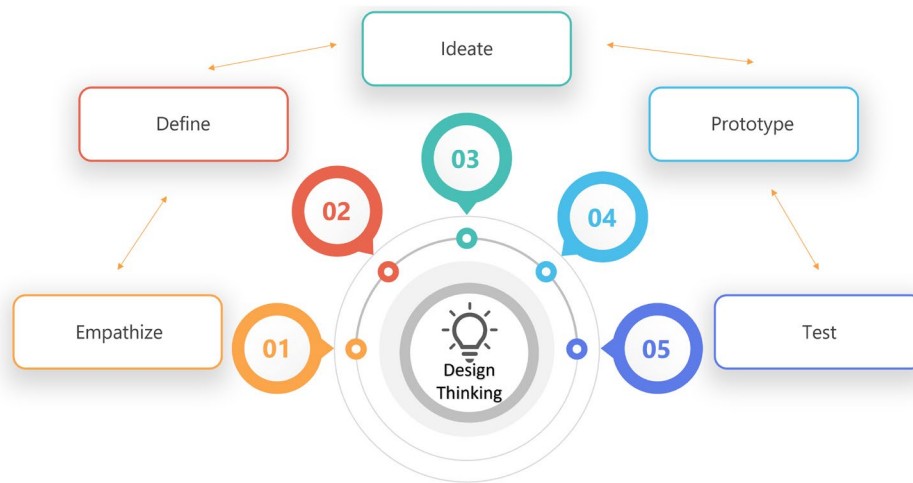 Ideate
Define
Prototype
03
02
04
Empathize
01
Design
Thinking
05
Test